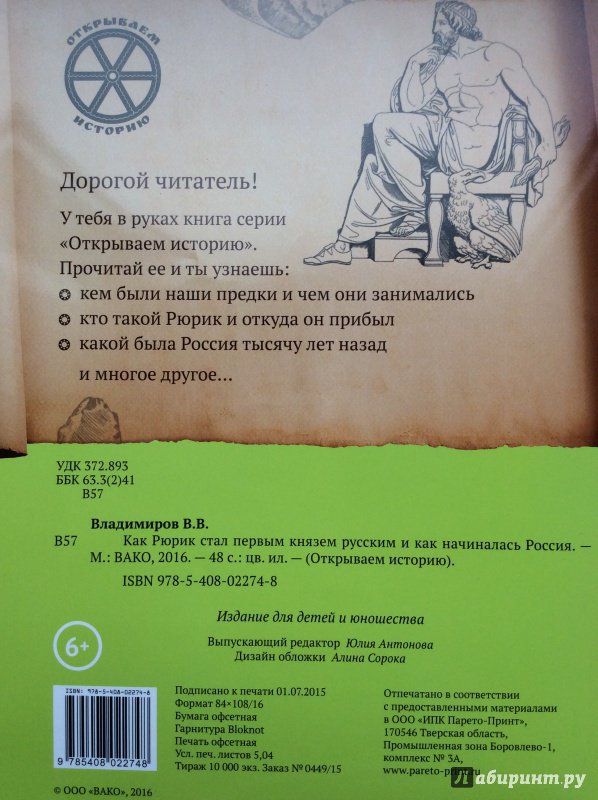 ОТКРЫВАЕМ
ИСТОРИЮ
Дорогой читатель!
У тебя в руках книга серии
«Открываем историю».
Прочитай ее и ты узнаешь:
кем были наши предки и чем они занимались
кто такой Рюрик и откуда он прибыл
какой была Россия тысячу лет назад
и многое другое...
УДК 372.893
ББК 63.3(2)41
В57
Владимиров В.В.
В57 Как Рюрик стал первым князем русским и как начиналась Россия. –
М.: ВАКО, 2016. – 48 с.: цв. ил. – (Открываем историю).
ISBN 978-5-408-02274-8
Издание для детей и юношества
6+
Выпускающий редактор Юлия Антонова
Дизайн обложки Алина Сорока
ISBN 978-5-408-02274-8
9 785408 022748
Подписано к печати 01.07.2015
Формат 84×108/16
Бумага офсетная
Гарнитура Bloknot
Печать офсетная
Усл. печ. листов 5,04
Тираж 10 000 экз. Заказ № 0449/15
Отпечатано в соответствии
с предоставленными материалами
в ООО «ИПК Парето-Принт»,
170546 Тверская область,
Промышленная зона Боровлево-1,
комплекс № 3А,
www.pareto-print.ru
© ООО «ВАКО», 2016
Лабиринт.ру